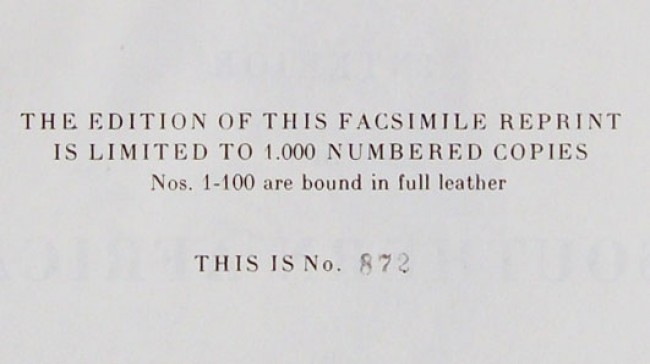 THE EDITION OF THIS FACSIMILE REPRINT
IS LIMITED TO 1.000 NUMBERED COPIES
Nos. 1-100 are bound in full leather
THIS IS No. 872